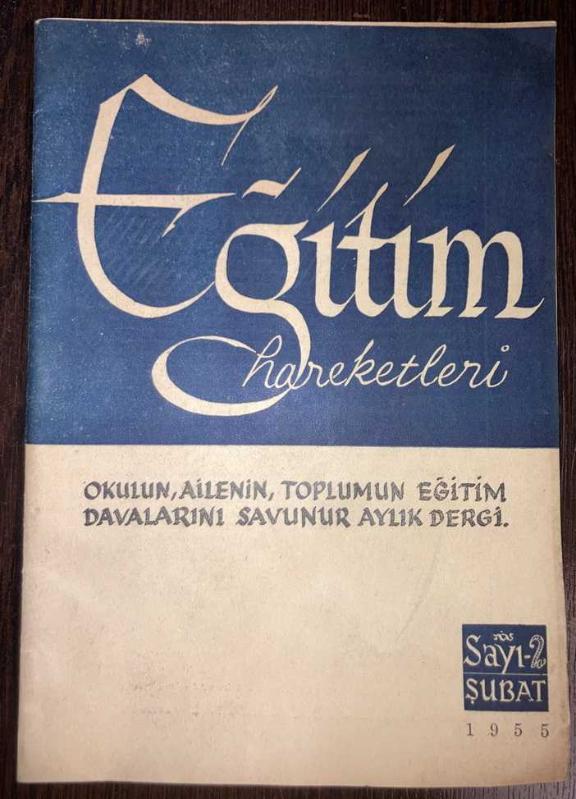 Eğitim
hareketleri
OKULUN, AİLENİN, TOPLUMUN EĞİTİM
DAVALARINI SAVUNUR AYLIK DERGİ.
Sayı-2
ŞUBAT
1955